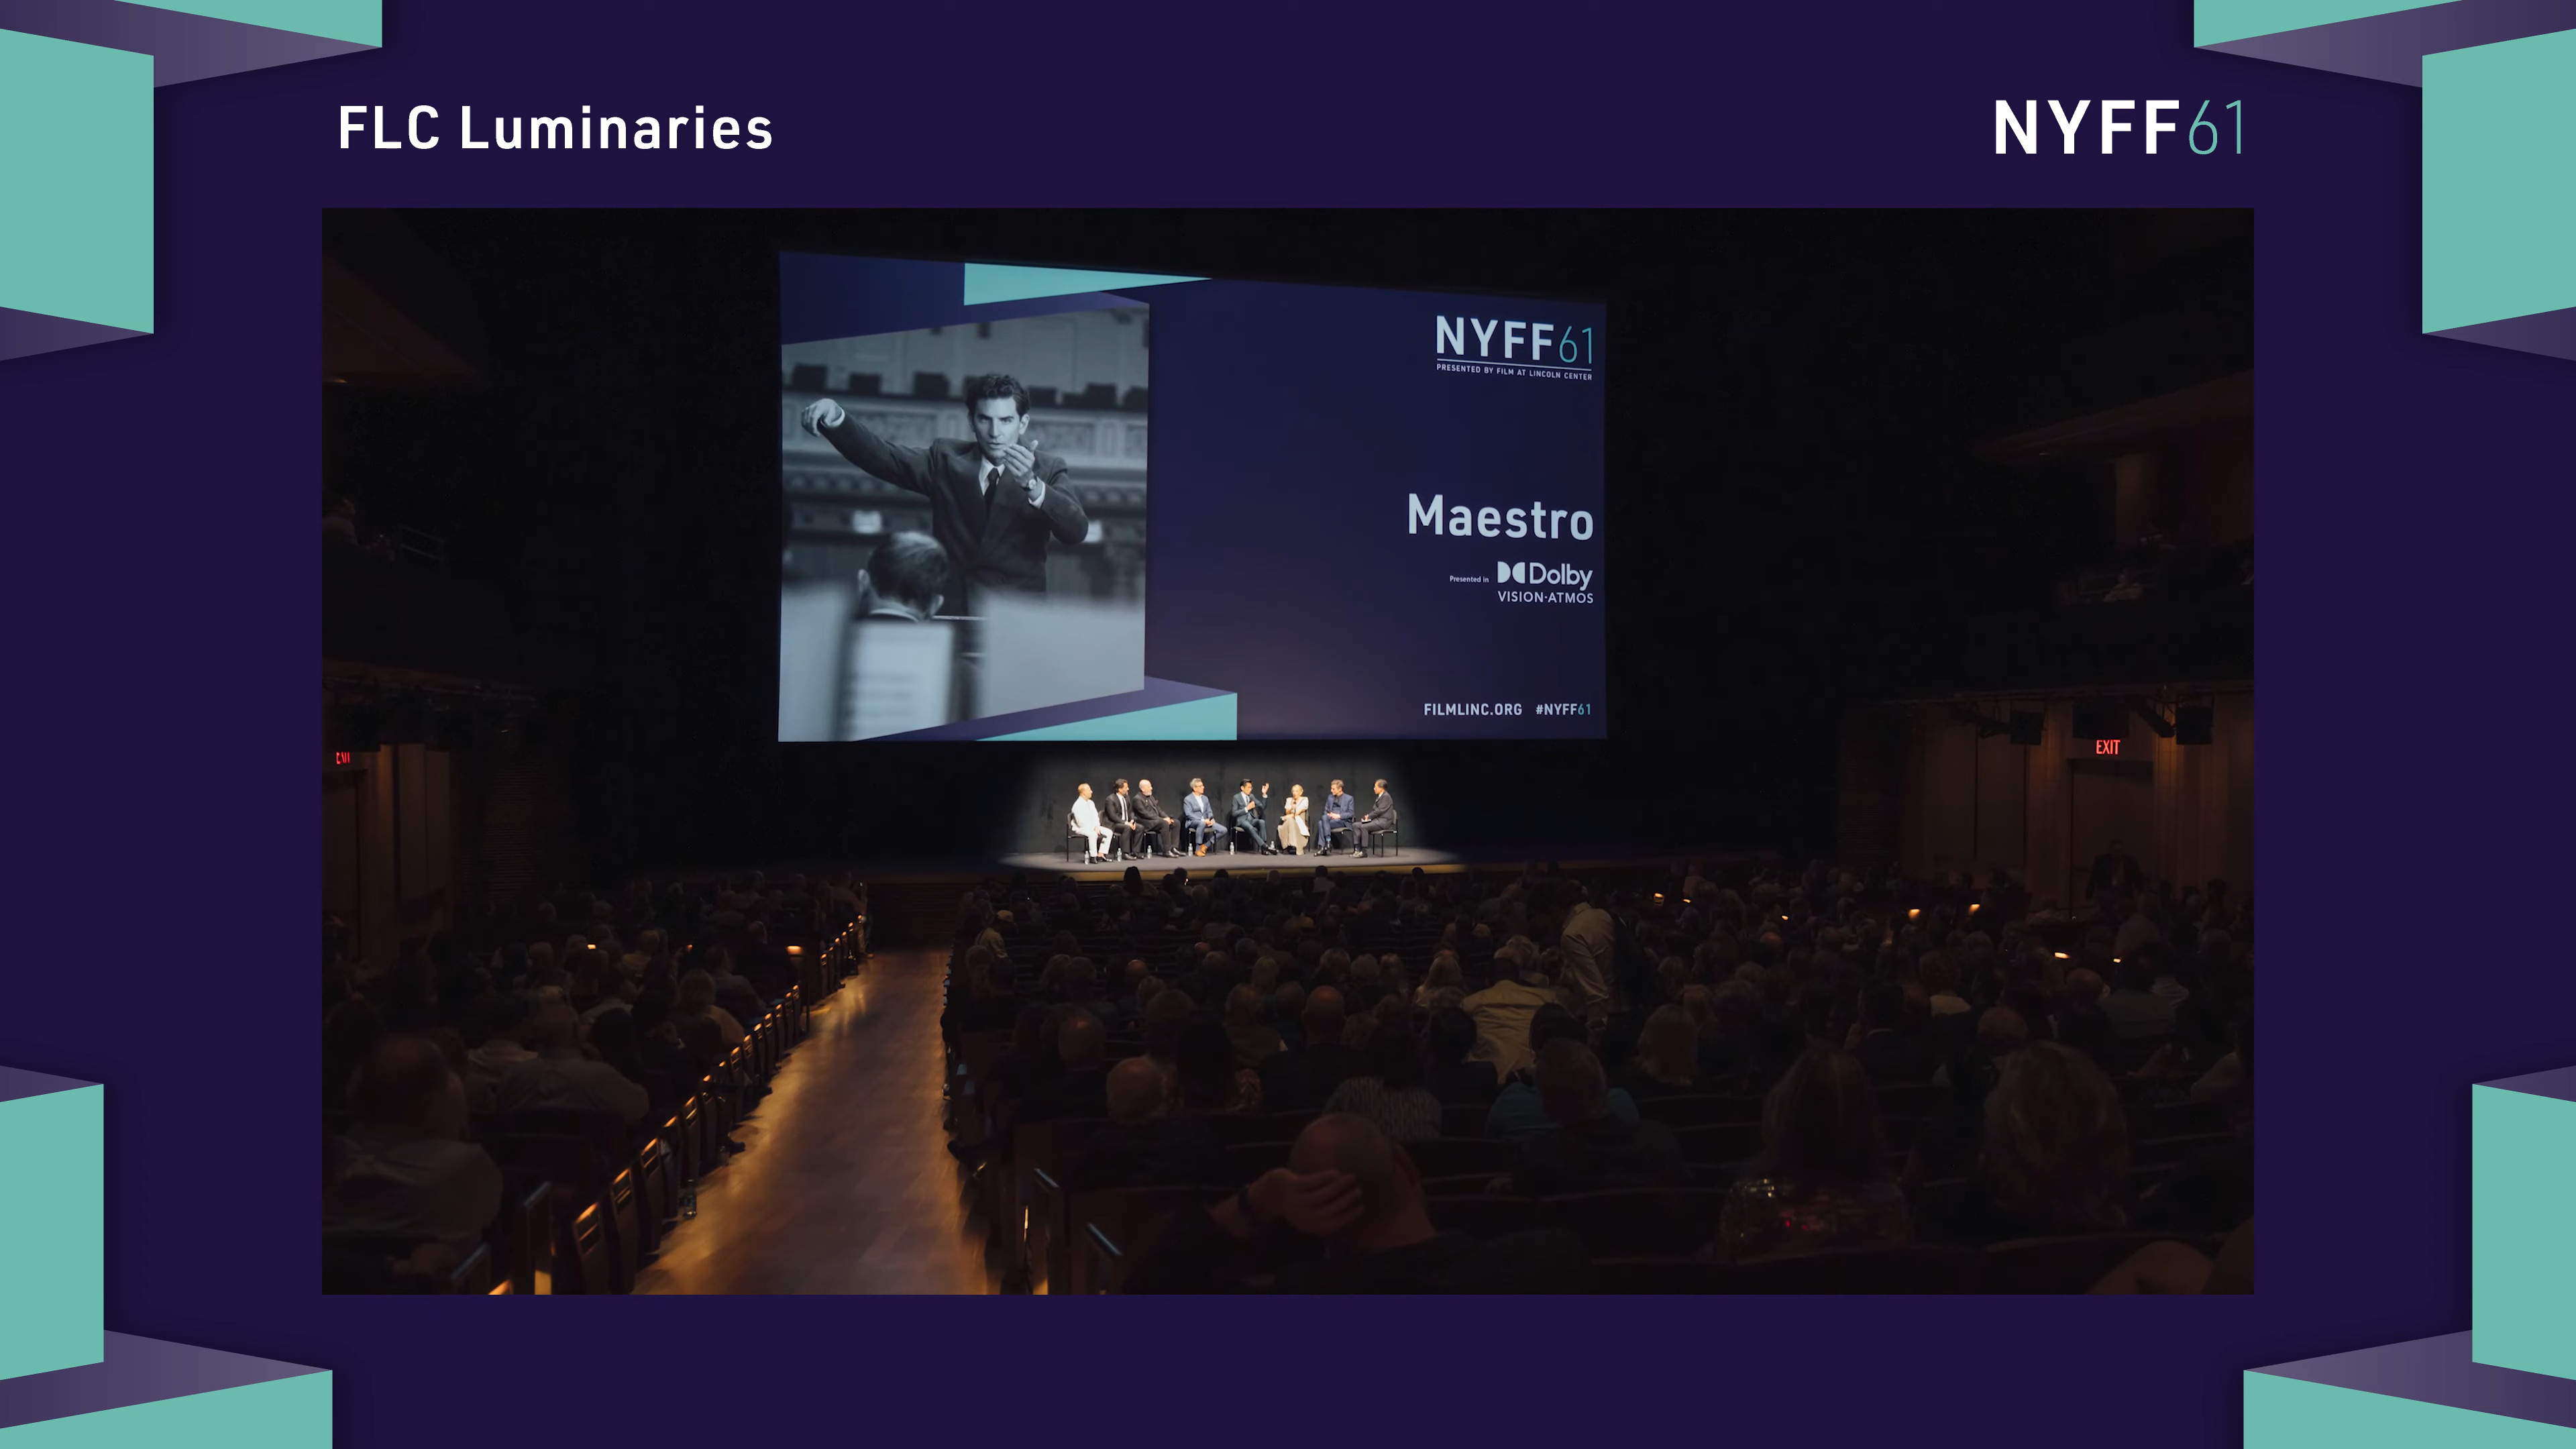 FLC Luminaries
NYFF61
NYFF61
PRESENTED BY FILM AT LINCOLN CENTER
Maestro
Presented in Dolby
VISION·ATMOS
FILMLINC.ORG #NYFF61
EXIT
EXIT